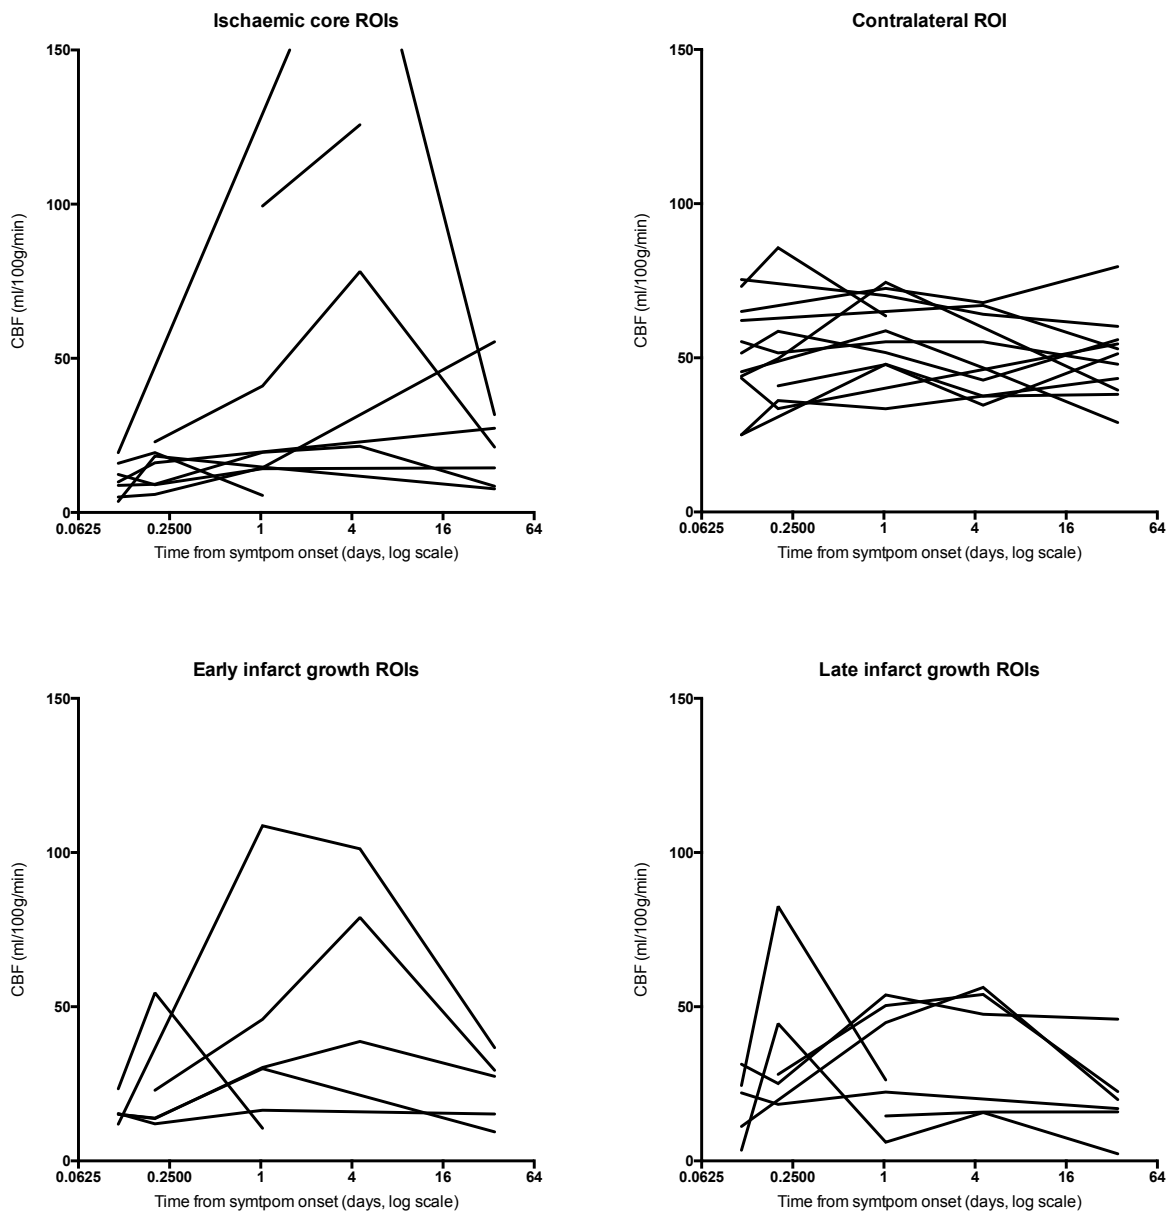 Ischaemic core ROIs
150
100
50
0
CBF (ml/100g/min)
0.0625 0.2500 1 4 16 64
Time from symtpom onset (days, log scale)
Contralateral ROI
150
100
50
0
CBF (ml/100g/min)
0.0625 0.2500 1 4 16 64
Time from symtpom onset (days, log scale)
Early infarct growth ROIs
150
100
50
0
CBF (ml/100g/min)
0.0625 0.2500 1 4 16 64
Time from symtpom onset (days, log scale)
Late infarct growth ROIs
150
100
50
0
CBF (ml/100g/min)
0.0625 0.2500 1 4 16 64
Time from symtpom onset (days, log scale)